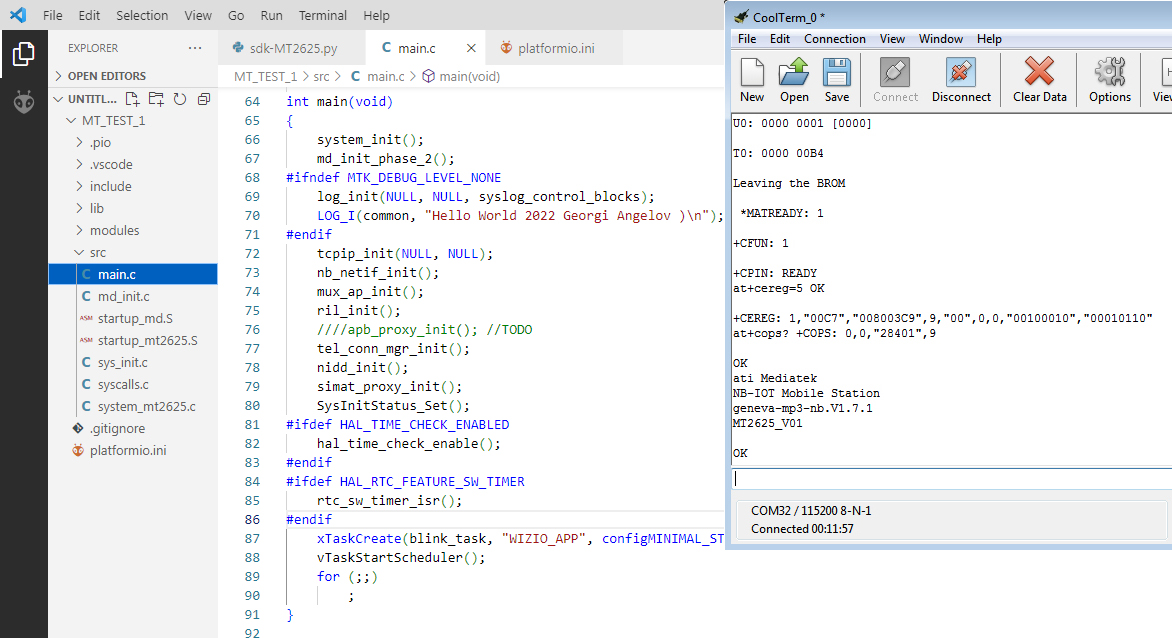 File Edit Selection View Go Run Terminal Help
EXPLORER ...
OPEN EDITORS
UNTITL...
MT_TEST_1
.pio
.vscode
include
lib
modules
src
C main.c
C md_init.c
ASM startup_md.S
ASM startup_mt2625.S
C sys_init.c
C syscalls.c
C system_mt2625.c
.gitignore
platformio.ini
sdk-MT2625.py
C main.c
platformio.ini
MT_TEST_1 > src > C main.c > main(void)
64 int main(void)
65 {
66 system_init();
67 md_init_phase_2();
68 #ifndef MTK_DEBUG_LEVEL_NONE
69 log_init(NULL, NULL, syslog_control_blocks);
70 LOG_I(common, "Hello World 2022 Georgi Angelov )\n");
71 #endif
72 tcpip_init(NULL, NULL);
73 nb_netif_init();
74 mux_ap_init();
75 ril_init();
76 ////apb_proxy_init(); //TODO
77 tel_conn_mgr_init();
78 nidd_init();
79 simat_proxy_init();
80 SysInitStatus_Set();
81 #ifdef HAL_TIME_CHECK_ENABLED
82 hal_time_check_enable();
83 #endif
84 #ifdef HAL_RTC_FEATURE_SW_TIMER
85 rtc_sw_timer_isr();
86 #endif
87 xTaskCreate(blink_task, "WIZIO_APP", configMINIMAL_ST
88 vTaskStartScheduler();
89 for (;;)
90 ;
91 }
92
CoolTerm_0 *
File Edit Connection View Window Help
New Open Save Connect Disconnect Clear Data Options Viev
U0: 0000 0001 [0000]
T0: 0000 00B4
Leaving the BROM
*MATREADY: 1
+CFUN: 1
+CPIN: READY
at+cereg=5 OK
+CEREG: 1,"00C7","008003C9",9,"00",0,0,"00100010","00010110"
at+cops? +COPS: 0,0,"28401",9
OK
ati Mediatek
NB-IOT Mobile Station
geneva-mp3-nb.V1.7.1
MT2625_V01
OK
COM32 / 115200 8-N-1
Connected 00:11:57